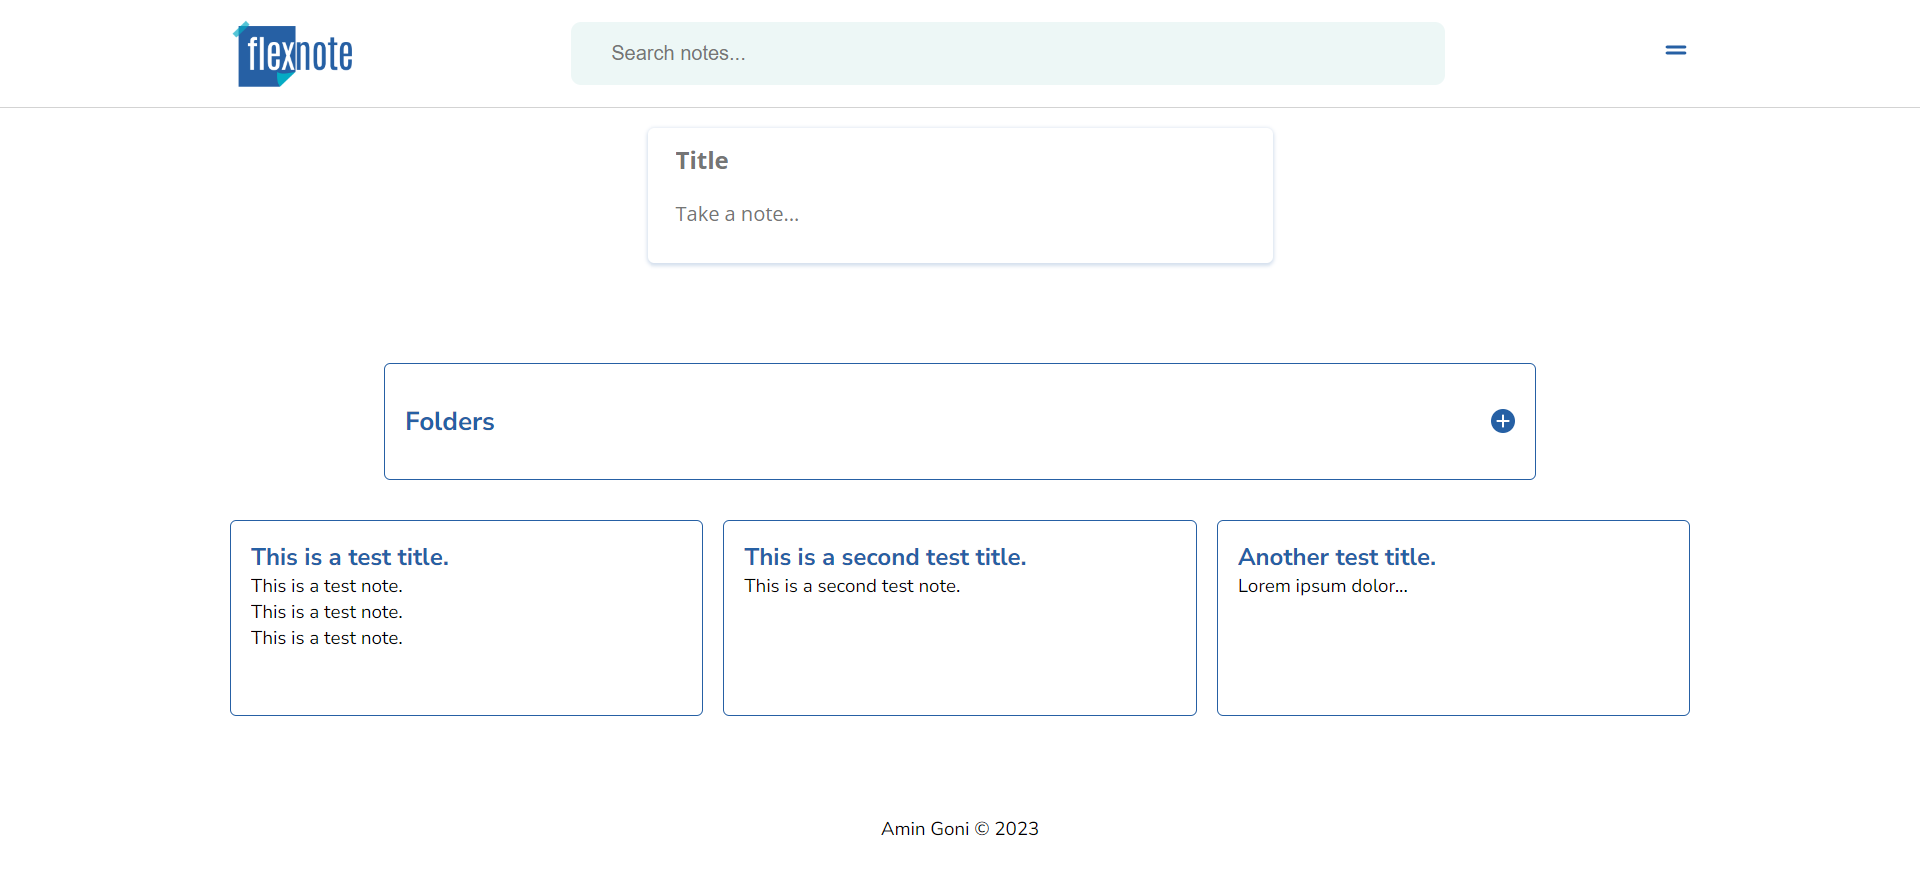 flexnote
Search notes...
Title
Take a note...
Folders
This is a test title.
This is a test note.
This is a test note.
This is a test note.
This is a second test title.
This is a second test note.
Another test title.
Lorem ipsum dolor...
Amin Goni © 2023